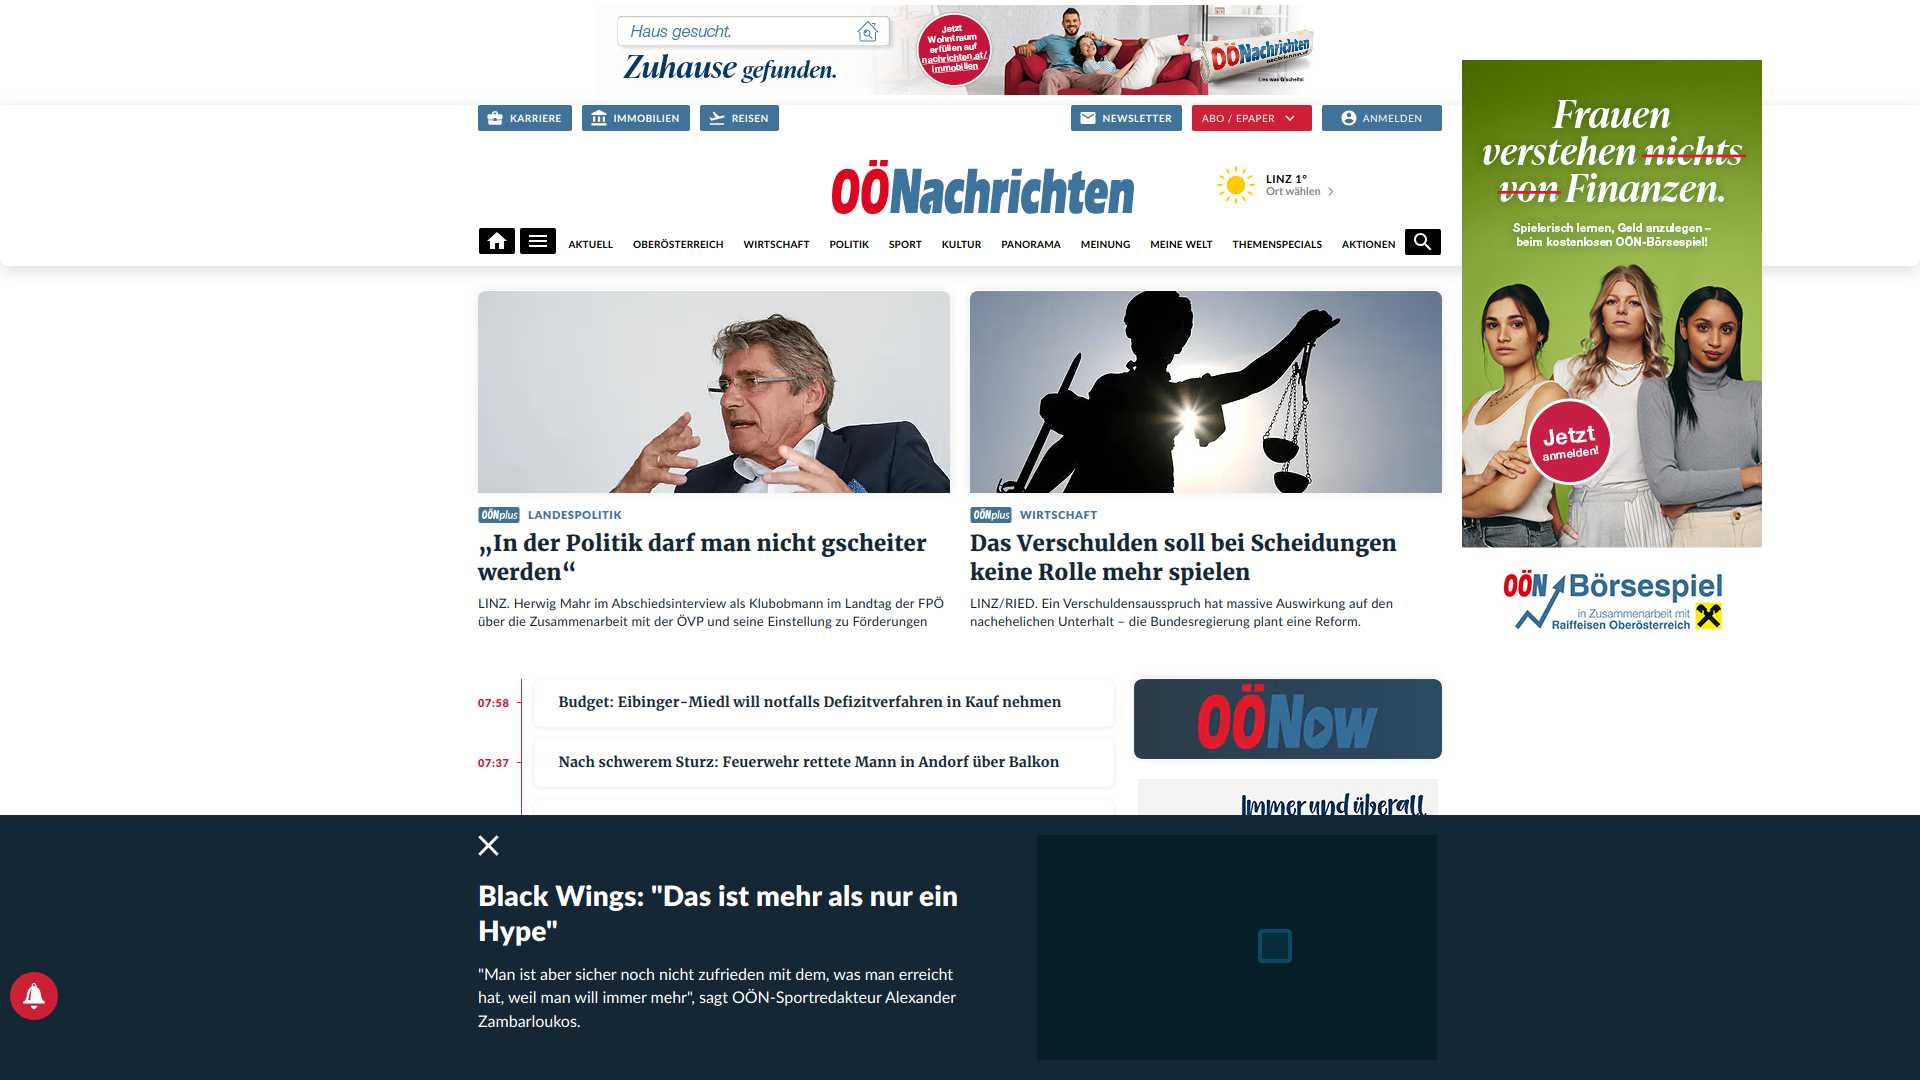 Haus gesucht.
Zuhause gefunden.
Jetzt
Wohntraum
erfüllen auf
nachrichten.at/
immobilien
OÖNachrichten
Lies was Gscheits!
KARRIERE
IMMOBILIEN
REISEN
NEWSLETTER
ABO / EPAPER
ANMELDEN
OÖNachrichten
LINZ 1°
Ort wählen
AKTUELL
OBERÖSTERREICH
WIRTSCHAFT
POLITIK
SPORT
KULTUR
PANORAMA
MEINUNG
MEINE WELT
THEMENSPECIALS
AKTIONEN
Frauen
verstehen nichts
von Finanzen.
Spielerisch lernen, Geld anzulegen –
beim kostenlosen OÖN-Börsespiel!
Jetzt
anmelden!
OÖN Börsespiel
in Zusammenarbeit mit
Raiffeisen Oberösterreich
OÖNplus LANDESPOLITIK
„In der Politik darf man nicht gscheiter
werden“
LINZ. Herwig Mahr im Abschiedsinterview als Klubobmann im Landtag der FPÖ
über die Zusammenarbeit mit der ÖVP und seine Einstellung zu Förderungen
OÖNplus WIRTSCHAFT
Das Verschulden soll bei Scheidungen
keine Rolle mehr spielen
LINZ/RIED. Ein Verschuldensausspruch hat massive Auswirkung auf den
nachehelichen Unterhalt – die Bundesregierung plant eine Reform.
07:58 Budget: Eibinger-Miedl will notfalls Defizitverfahren in Kauf nehmen
07:37 Nach schwerem Sturz: Feuerwehr rettete Mann in Andorf über Balkon
OÖNow
Immer und überall
Black Wings: "Das ist mehr als nur ein
Hype"
"Man ist aber sicher noch nicht zufrieden mit dem, was man erreicht
hat, weil man will immer mehr", sagt OÖN-Sportredakteur Alexander
Zambarloukos.